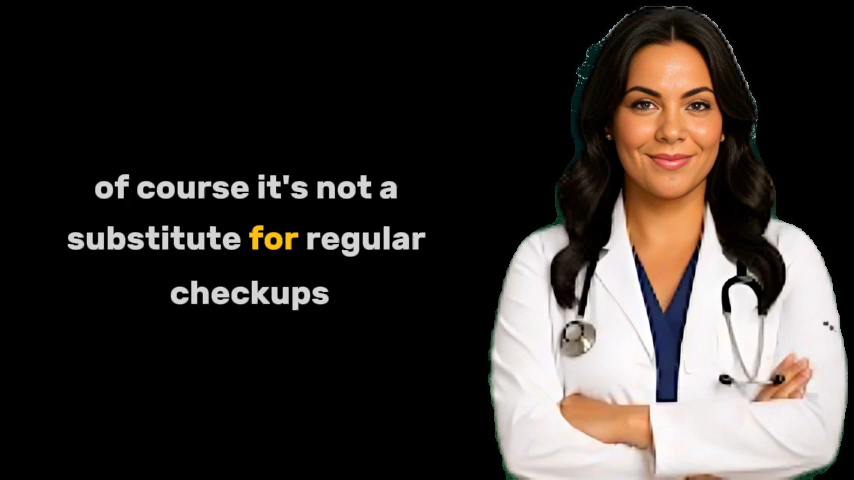 of course it's not a
substitute for regular
checkups